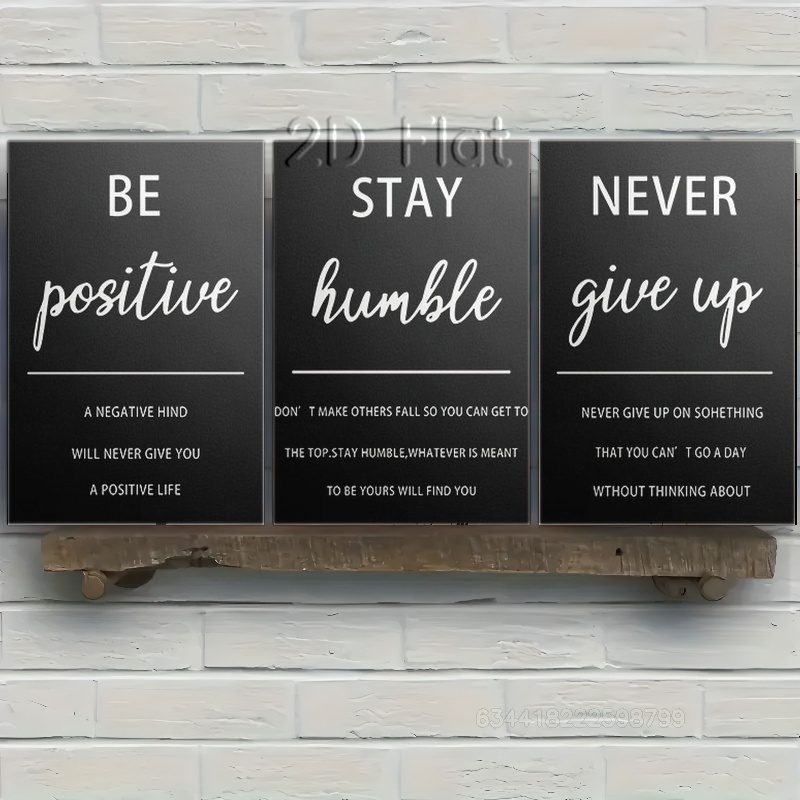 2D Flat
BE
positive
A NEGATIVE HIND
WILL NEVER GIVE YOU
A POSITIVE LIFE
STAY
humble
DON'T MAKE OTHERS FALL SO YOU CAN GET TO
THE TOP.STAY HUMBLE,WHATEVER IS MEANT
TO BE YOURS WILL FIND YOU
NEVER
give up
NEVER GIVE UP ON SOHETHING
THAT YOU CAN'T GO A DAY
WTHOUT THINKING ABOUT
634418222598799